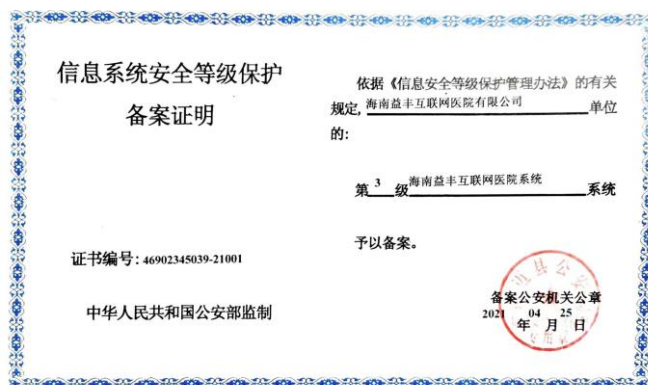 信息系统安全等级保护
备案证明
证书编号：46902345039-21001
中华人民共和国公安部监制
依据《信息安全等级保护管理办法》的有关
规定，海南益丰互联网医院有限公司 单位
的：
第 3 级 海南益丰互联网医院系统 系统
予以备案。
备案公安机关公章
2021 年 04 月 25 日